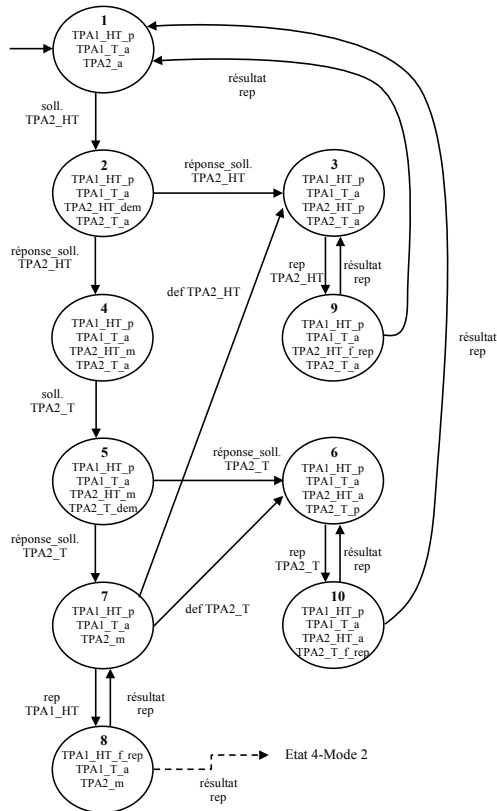 1
TPA1_HT_p
TPA1_T_a
TPA2_a
résultat
rep
soll.
TPA2_HT
2
TPA1_HT_p
TPA1_T_a
TPA2_HT_dem
TPA2_T_a
réponse_soll.
TPA2_HT
3
TPA1_HT_p
TPA1_T_a
TPA2_HT_p
TPA2_T_a
réponse_soll.
TPA2_HT
def TPA2_HT
rep
TPA2_HT
résultat
rep
4
TPA1_HT_p
TPA1_T_a
TPA2_HT_m
TPA2_T_a
9
TPA1_HT_p
TPA1_T_a
TPA2_HT_f_rep
TPA2_T_a
résultat
rep
soll.
TPA2_T
5
TPA1_HT_p
TPA1_T_a
TPA2_HT_m
TPA2_T_dem
réponse_soll.
TPA2_T
6
TPA1_HT_p
TPA1_T_a
TPA2_HT_a
TPA2_T_p
réponse_soll.
TPA2_T
rep
TPA2_T
résultat
rep
7
TPA1_HT_p
TPA1_T_a
TPA2_m
def TPA2_T
10
TPA1_HT_p
TPA1_T_a
TPA2_HT_a
TPA2_T_f_rep
rep
TPA1_HT
résultat
rep
8
TPA1_HT_f_rep
TPA1_T_a
TPA2_m
Etat 4-Mode 2
résultat
rep